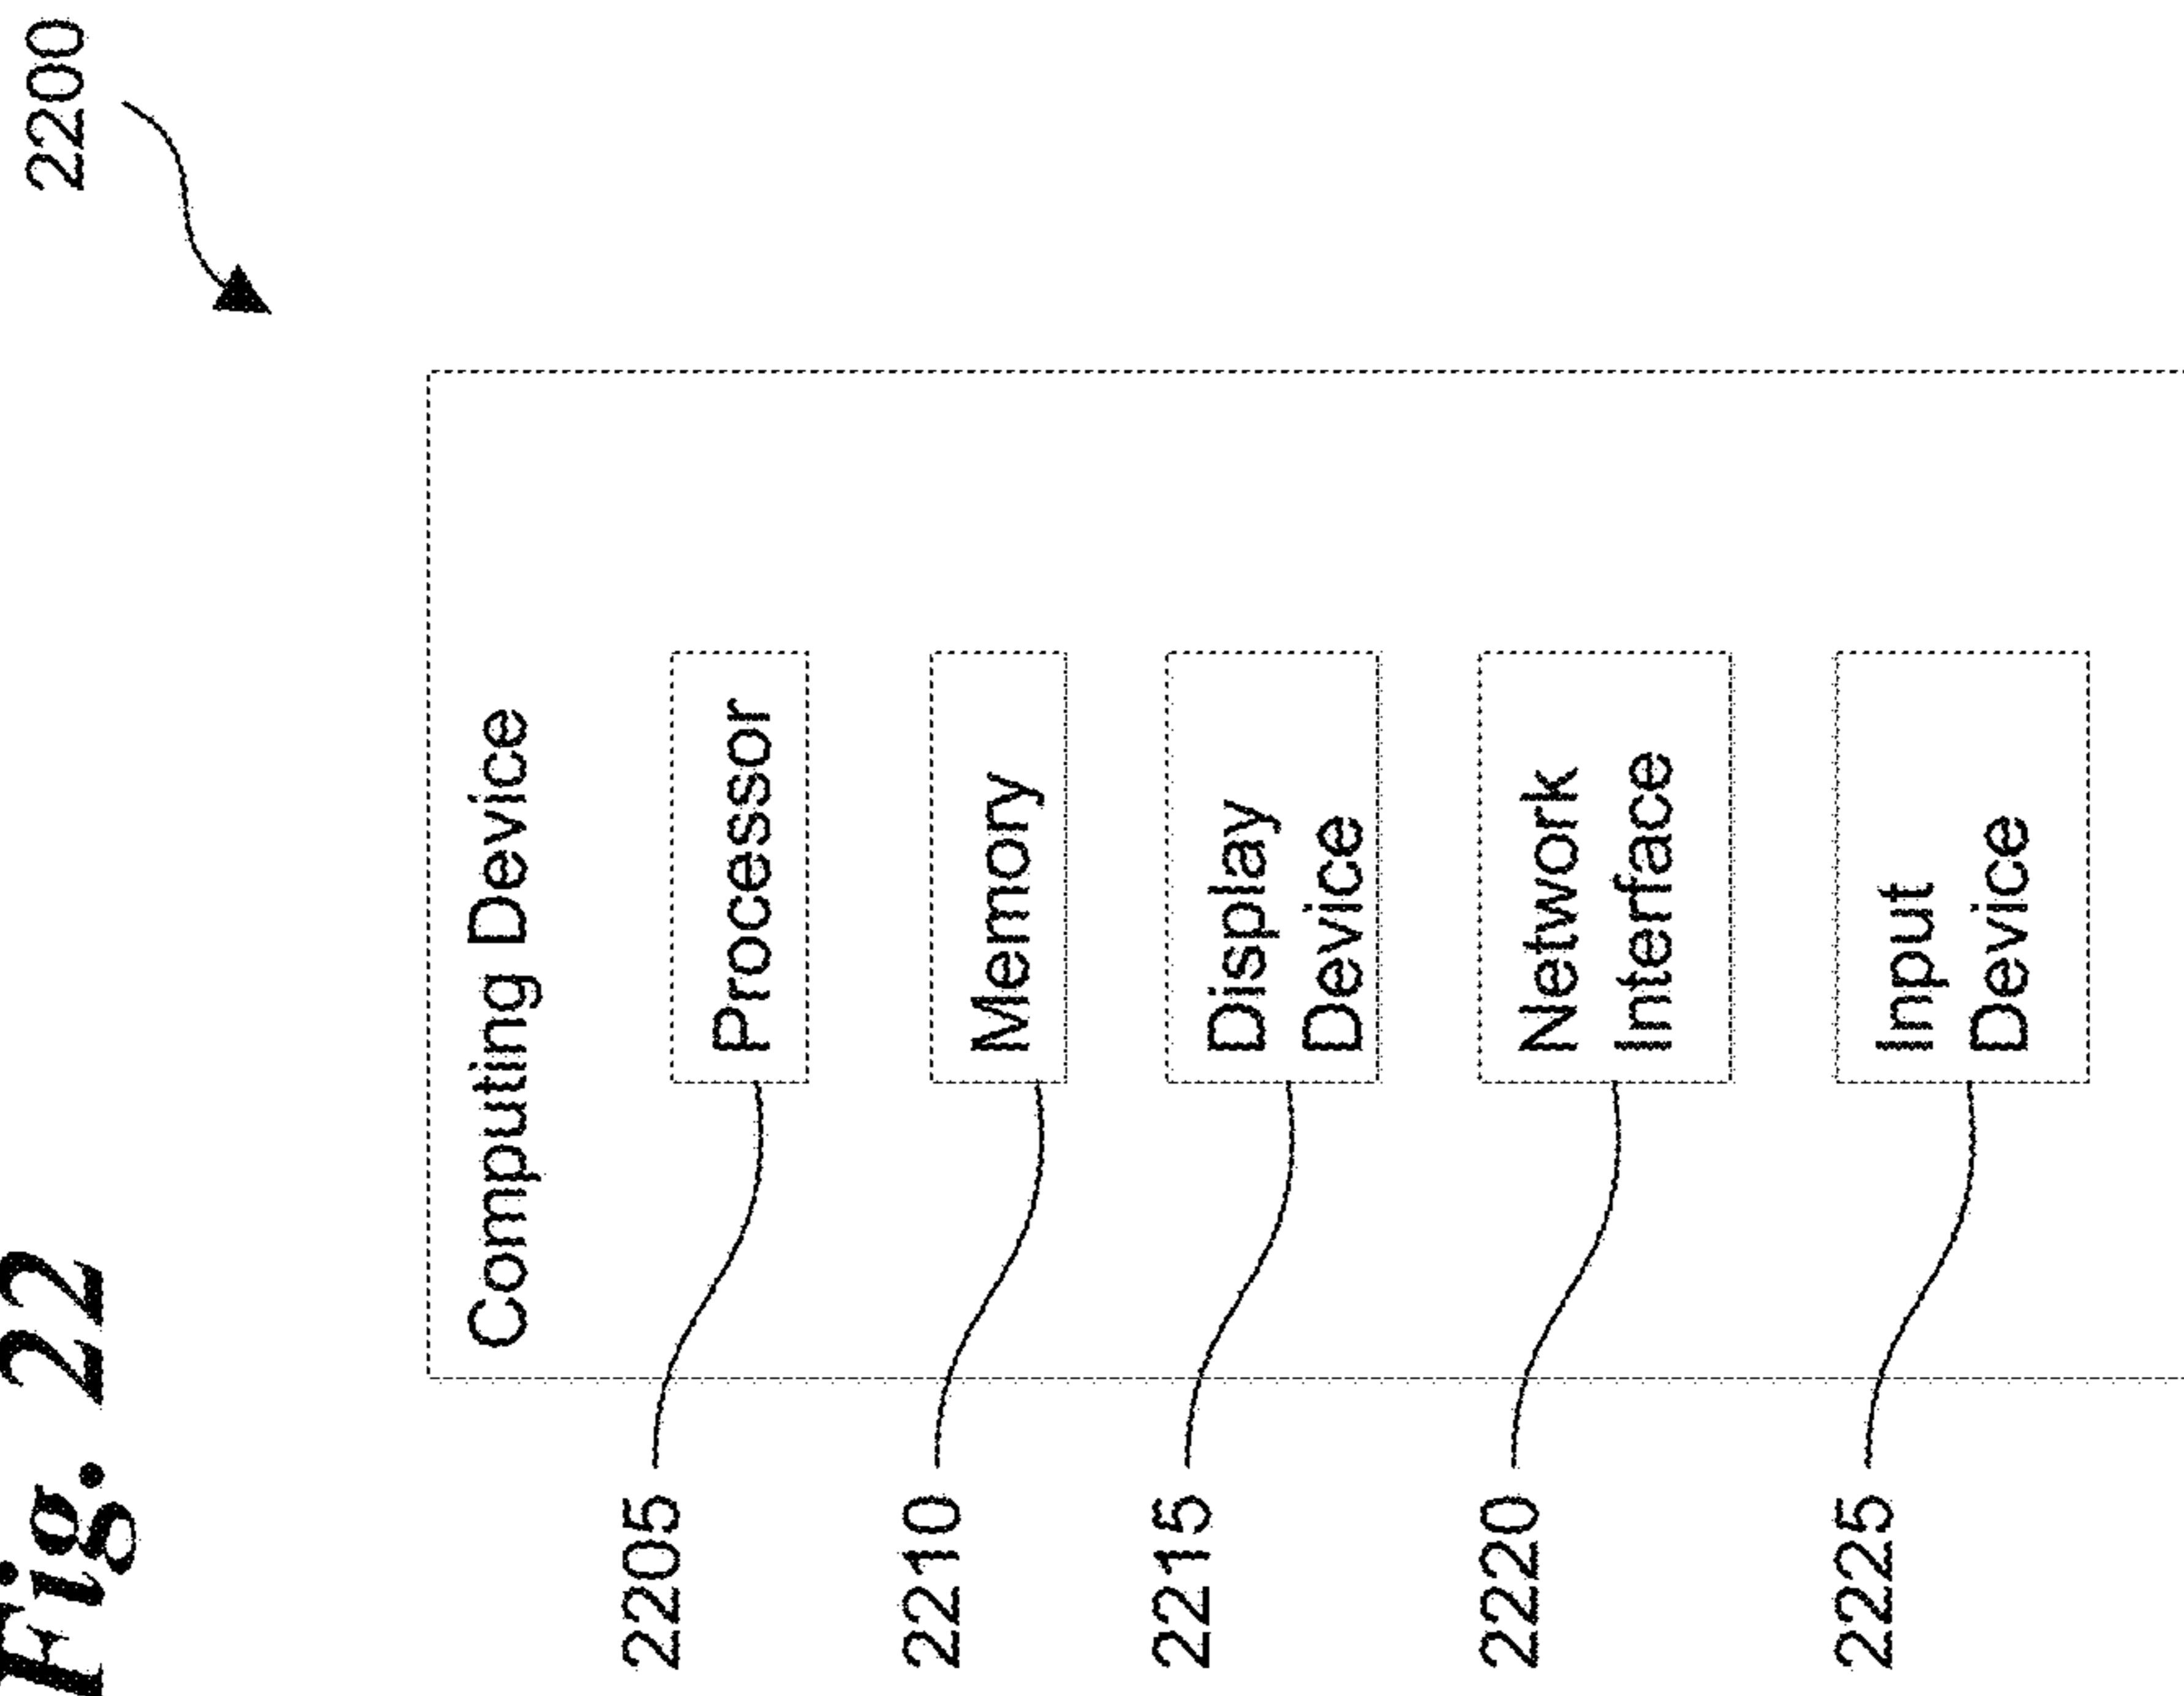 Fig. 22
2200
Computing Device
2205
Processor
2210
Memory
2215
Display
Device
2220
Network
Interface
2225
Input
Device